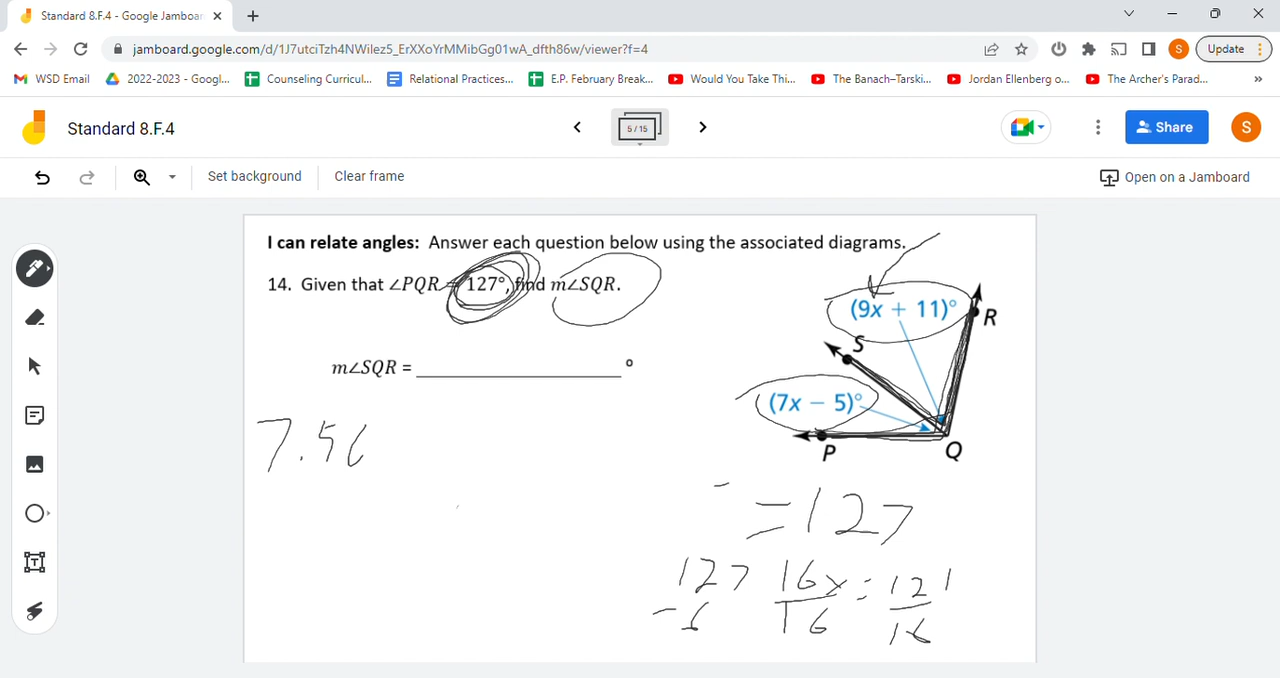 Standard 8.F.4 - Google Jamboar
jamboard.google.com/d/1J7utciTzh4NWilez5_ErXXoYrMMibGg01wA_dfth86w/viewer?f=4
S
Update
WSD Email
2022-2023 - Googl...
Counseling Curricul...
Relational Practices...
E.P. February Break...
Would You Take Thi...
The Banach–Tarski...
Jordan Ellenberg o...
The Archer's Parad...
»
Standard 8.F.4
5 / 15
Share
S
Set background
Clear frame
Open on a Jamboard
I can relate angles: Answer each question below using the associated diagrams.
14. Given that ∠PQR = 127°, find m∠SQR.
(9x + 11)°
R
S
m∠SQR = ____________________ °
(7x − 5)°
P
Q
7.56
= 127
127
- 6
16x = 121
16 16